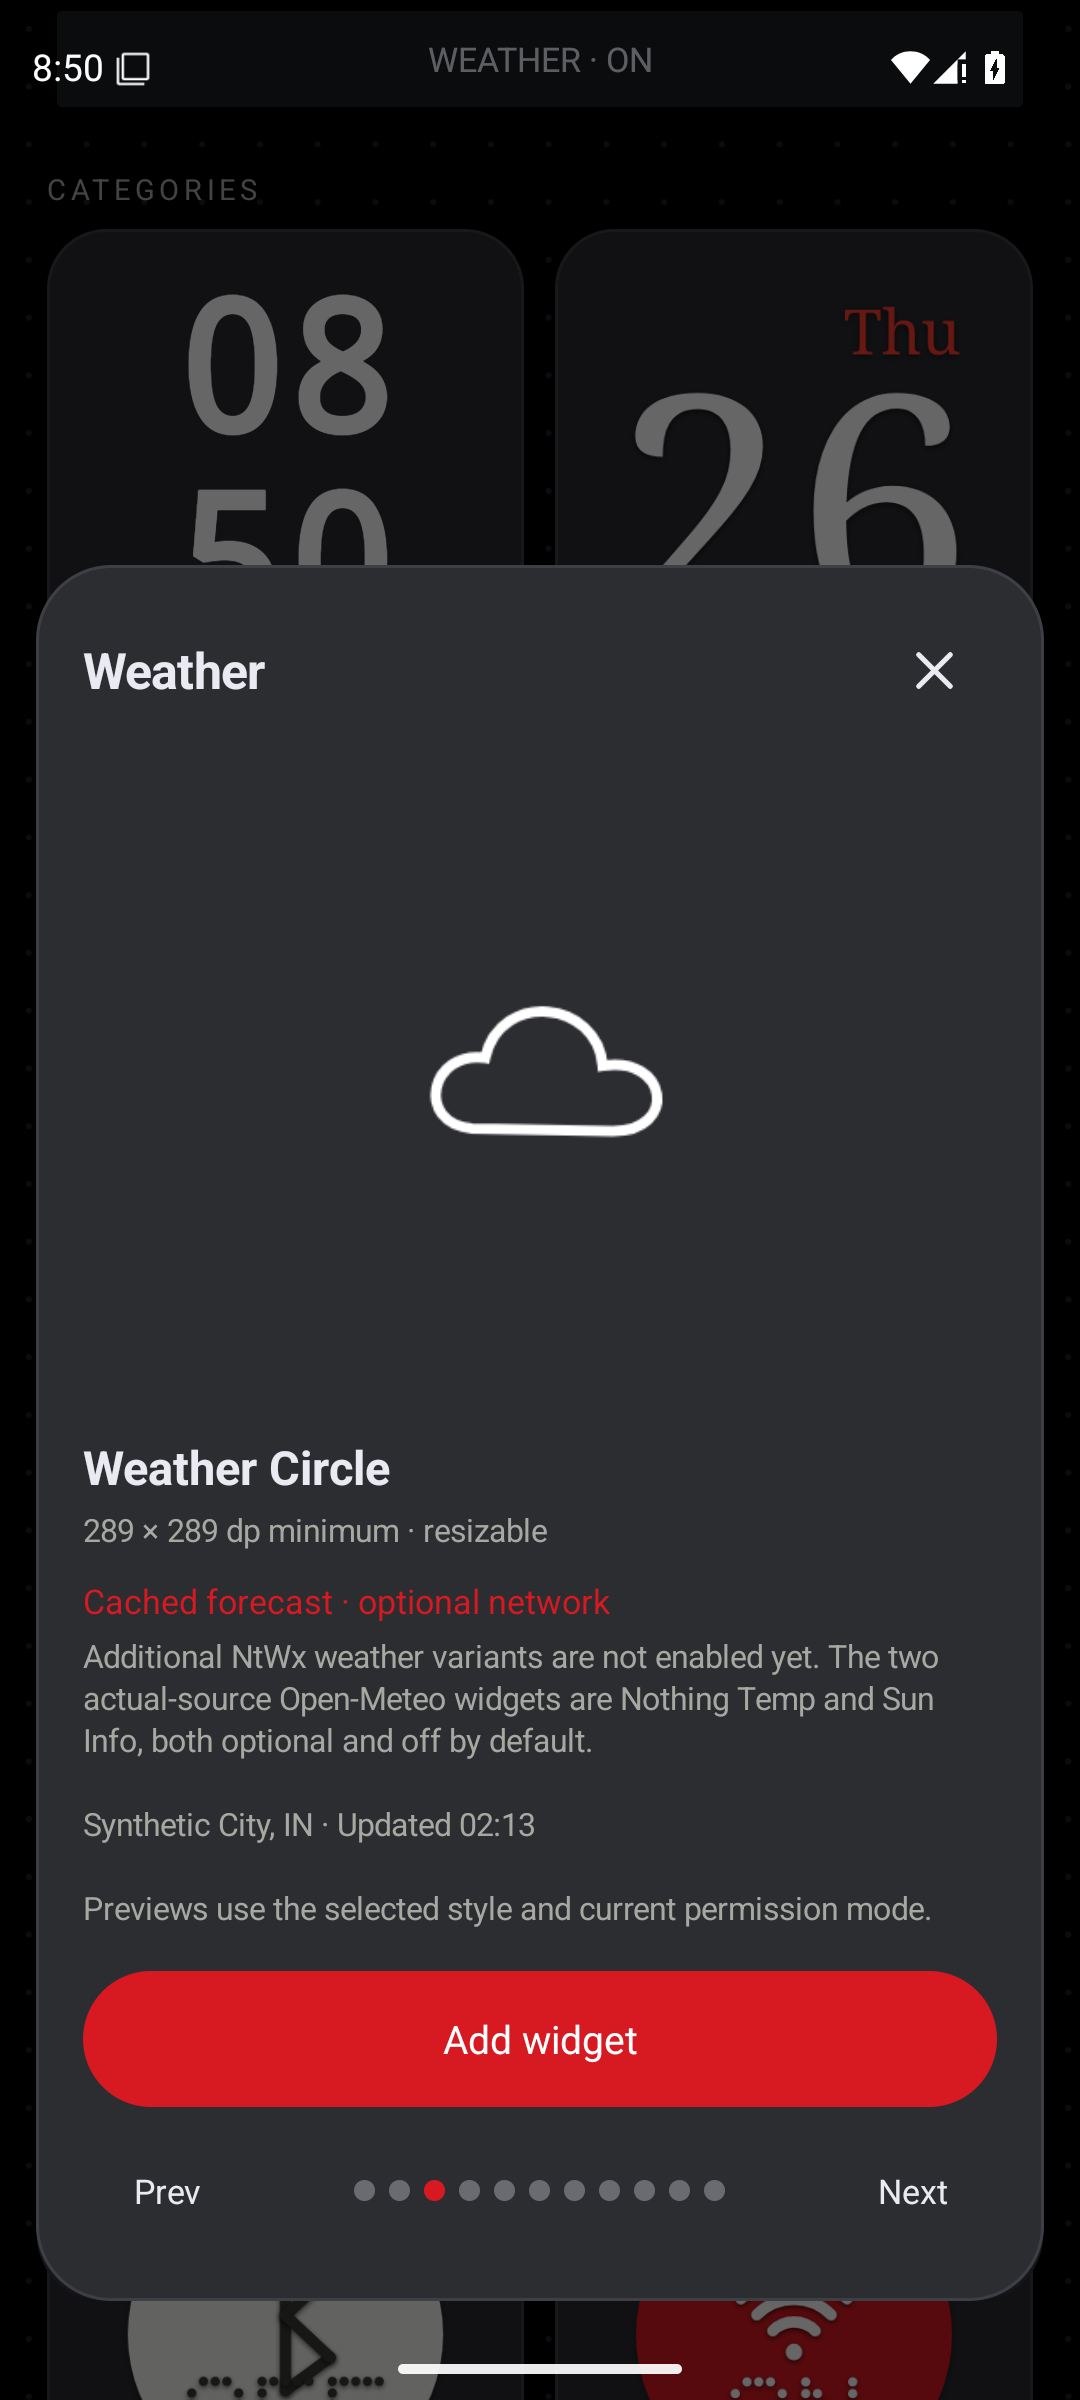 8:50
WEATHER · ON
CATEGORIES
08
50
Thu
26
Weather
Weather Circle
289 × 289 dp minimum · resizable
Cached forecast · optional network
Additional NtWx weather variants are not enabled yet. The two
actual-source Open-Meteo widgets are Nothing Temp and Sun
Info, both optional and off by default.
Synthetic City, IN · Updated 02:13
Previews use the selected style and current permission mode.
Add widget
Prev
Next